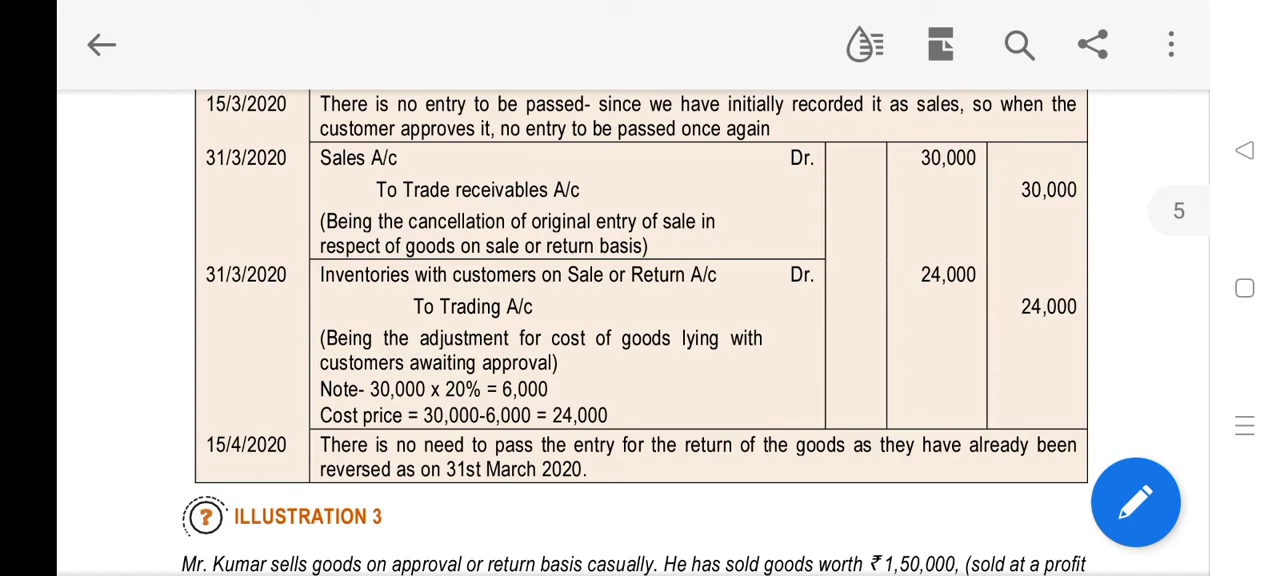 15/3/2020 There is no entry to be passed- since we have initially recorded it as sales, so when the
customer approves it, no entry to be passed once again
31/3/2020 Sales A/c Dr. 30,000
To Trade receivables A/c 30,000
(Being the cancellation of original entry of sale in
respect of goods on sale or return basis)
31/3/2020 Inventories with customers on Sale or Return A/c Dr. 24,000
To Trading A/c 24,000
(Being the adjustment for cost of goods lying with
customers awaiting approval)
Note- 30,000 x 20% = 6,000
Cost price = 30,000-6,000 = 24,000
15/4/2020 There is no need to pass the entry for the return of the goods as they have already been
reversed as on 31st March 2020.
5
? ILLUSTRATION 3
Mr. Kumar sells goods on approval or return basis casually. He has sold goods worth ₹ 1,50,000, (sold at a profit